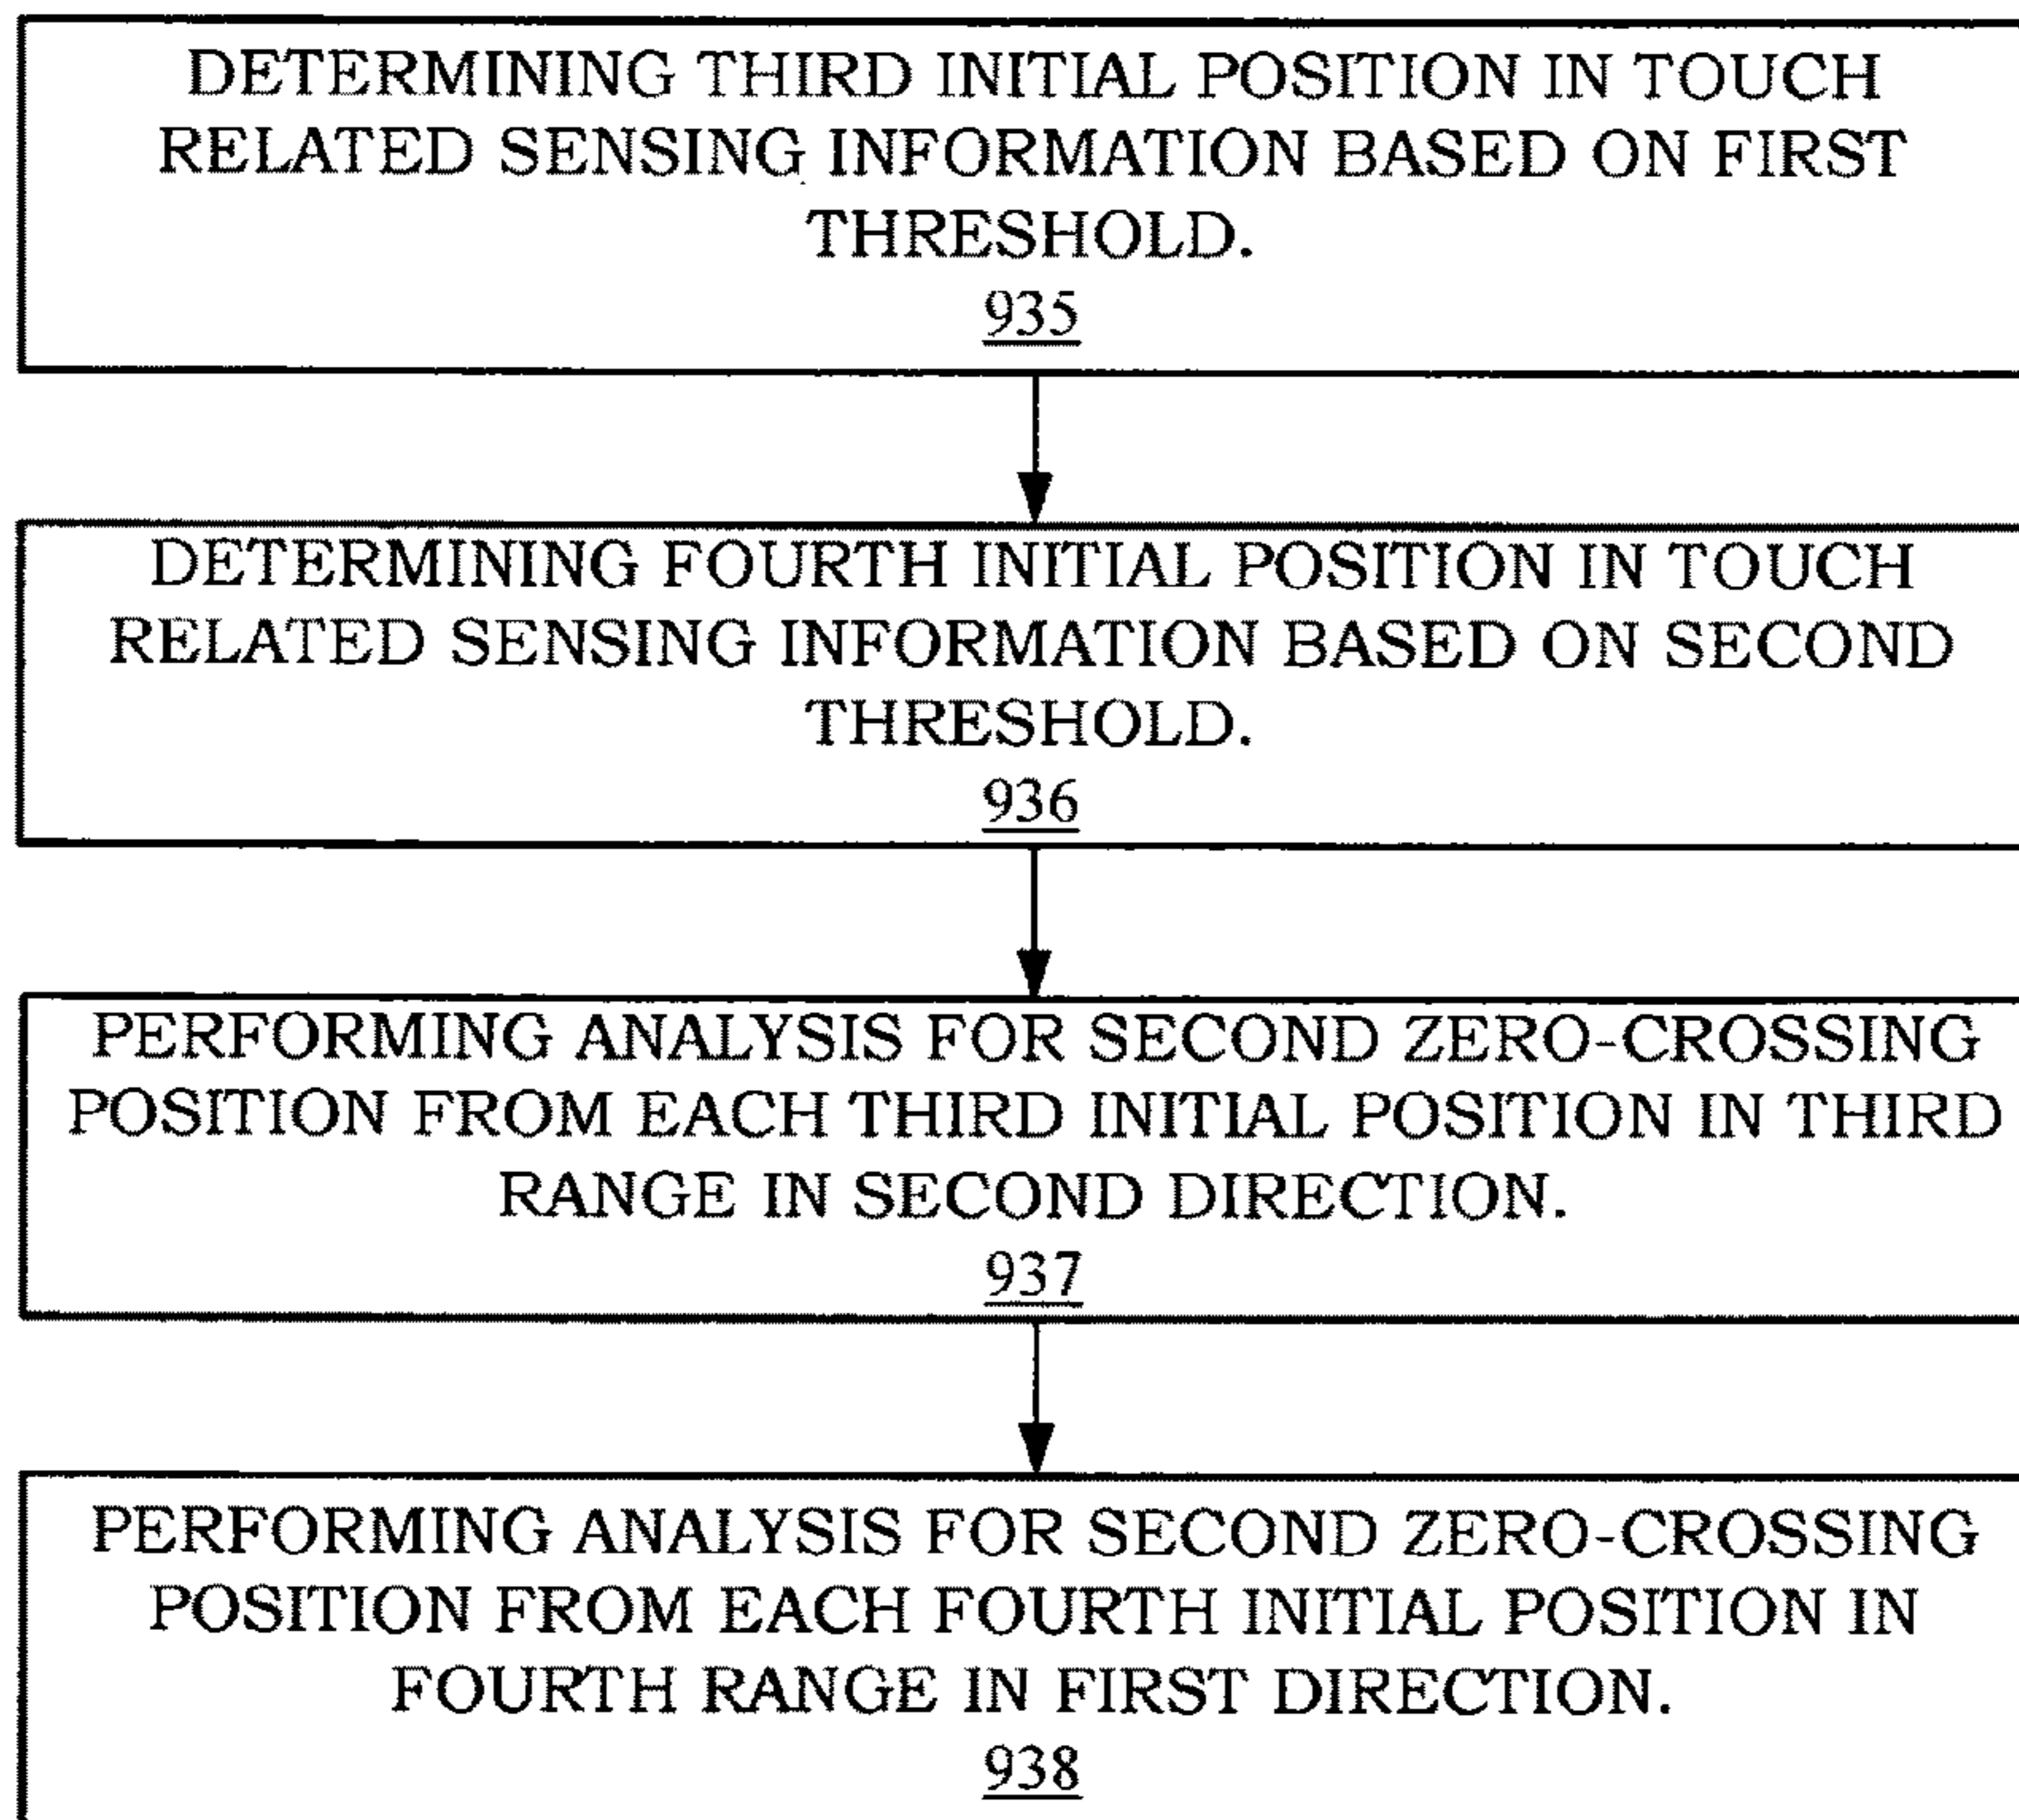 DETERMINING THIRD INITIAL POSITION IN TOUCH
RELATED SENSING INFORMATION BASED ON FIRST
THRESHOLD.
935
DETERMINING FOURTH INITIAL POSITION IN TOUCH
RELATED SENSING INFORMATION BASED ON SECOND
THRESHOLD.
936
PERFORMING ANALYSIS FOR SECOND ZERO-CROSSING
POSITION FROM EACH THIRD INITIAL POSITION IN THIRD
RANGE IN SECOND DIRECTION.
937
PERFORMING ANALYSIS FOR SECOND ZERO-CROSSING
POSITION FROM EACH FOURTH INITIAL POSITION IN
FOURTH RANGE IN FIRST DIRECTION.
938